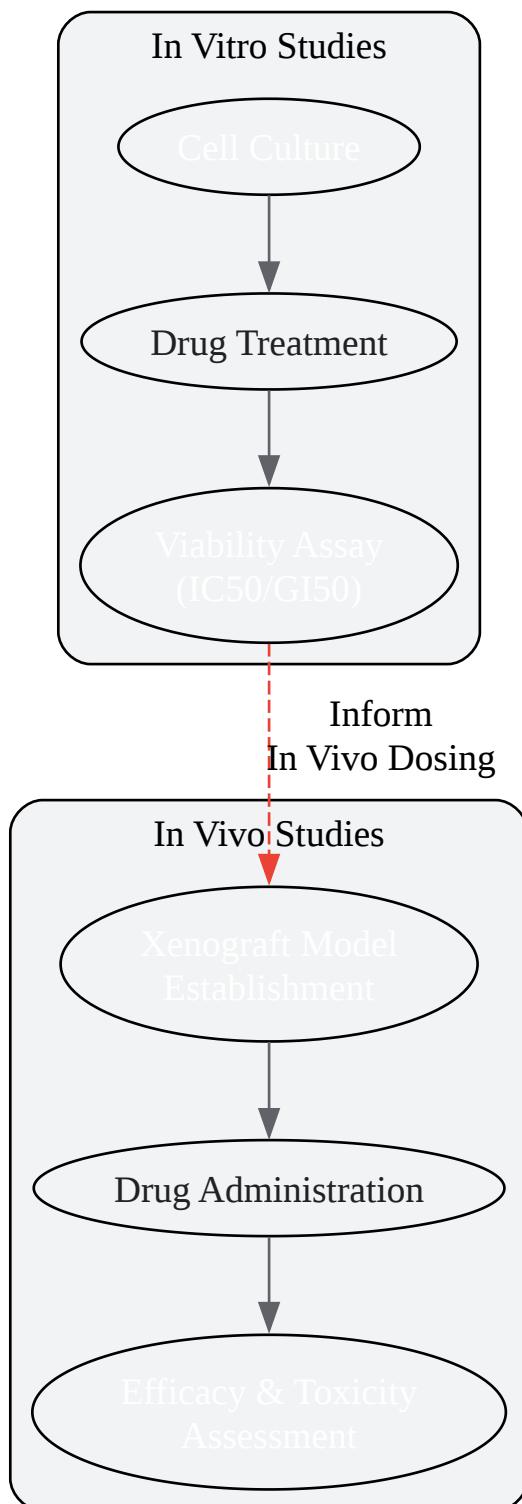 In Vitro Studies
Cell Culture
Drug Treatment
Viability Assay
(IC50/GI50)
Inform
In Vivo Dosing
In Vivo Studies
Xenograft Model
Establishment
Drug Administration
Efficacy & Toxicity
Assessment